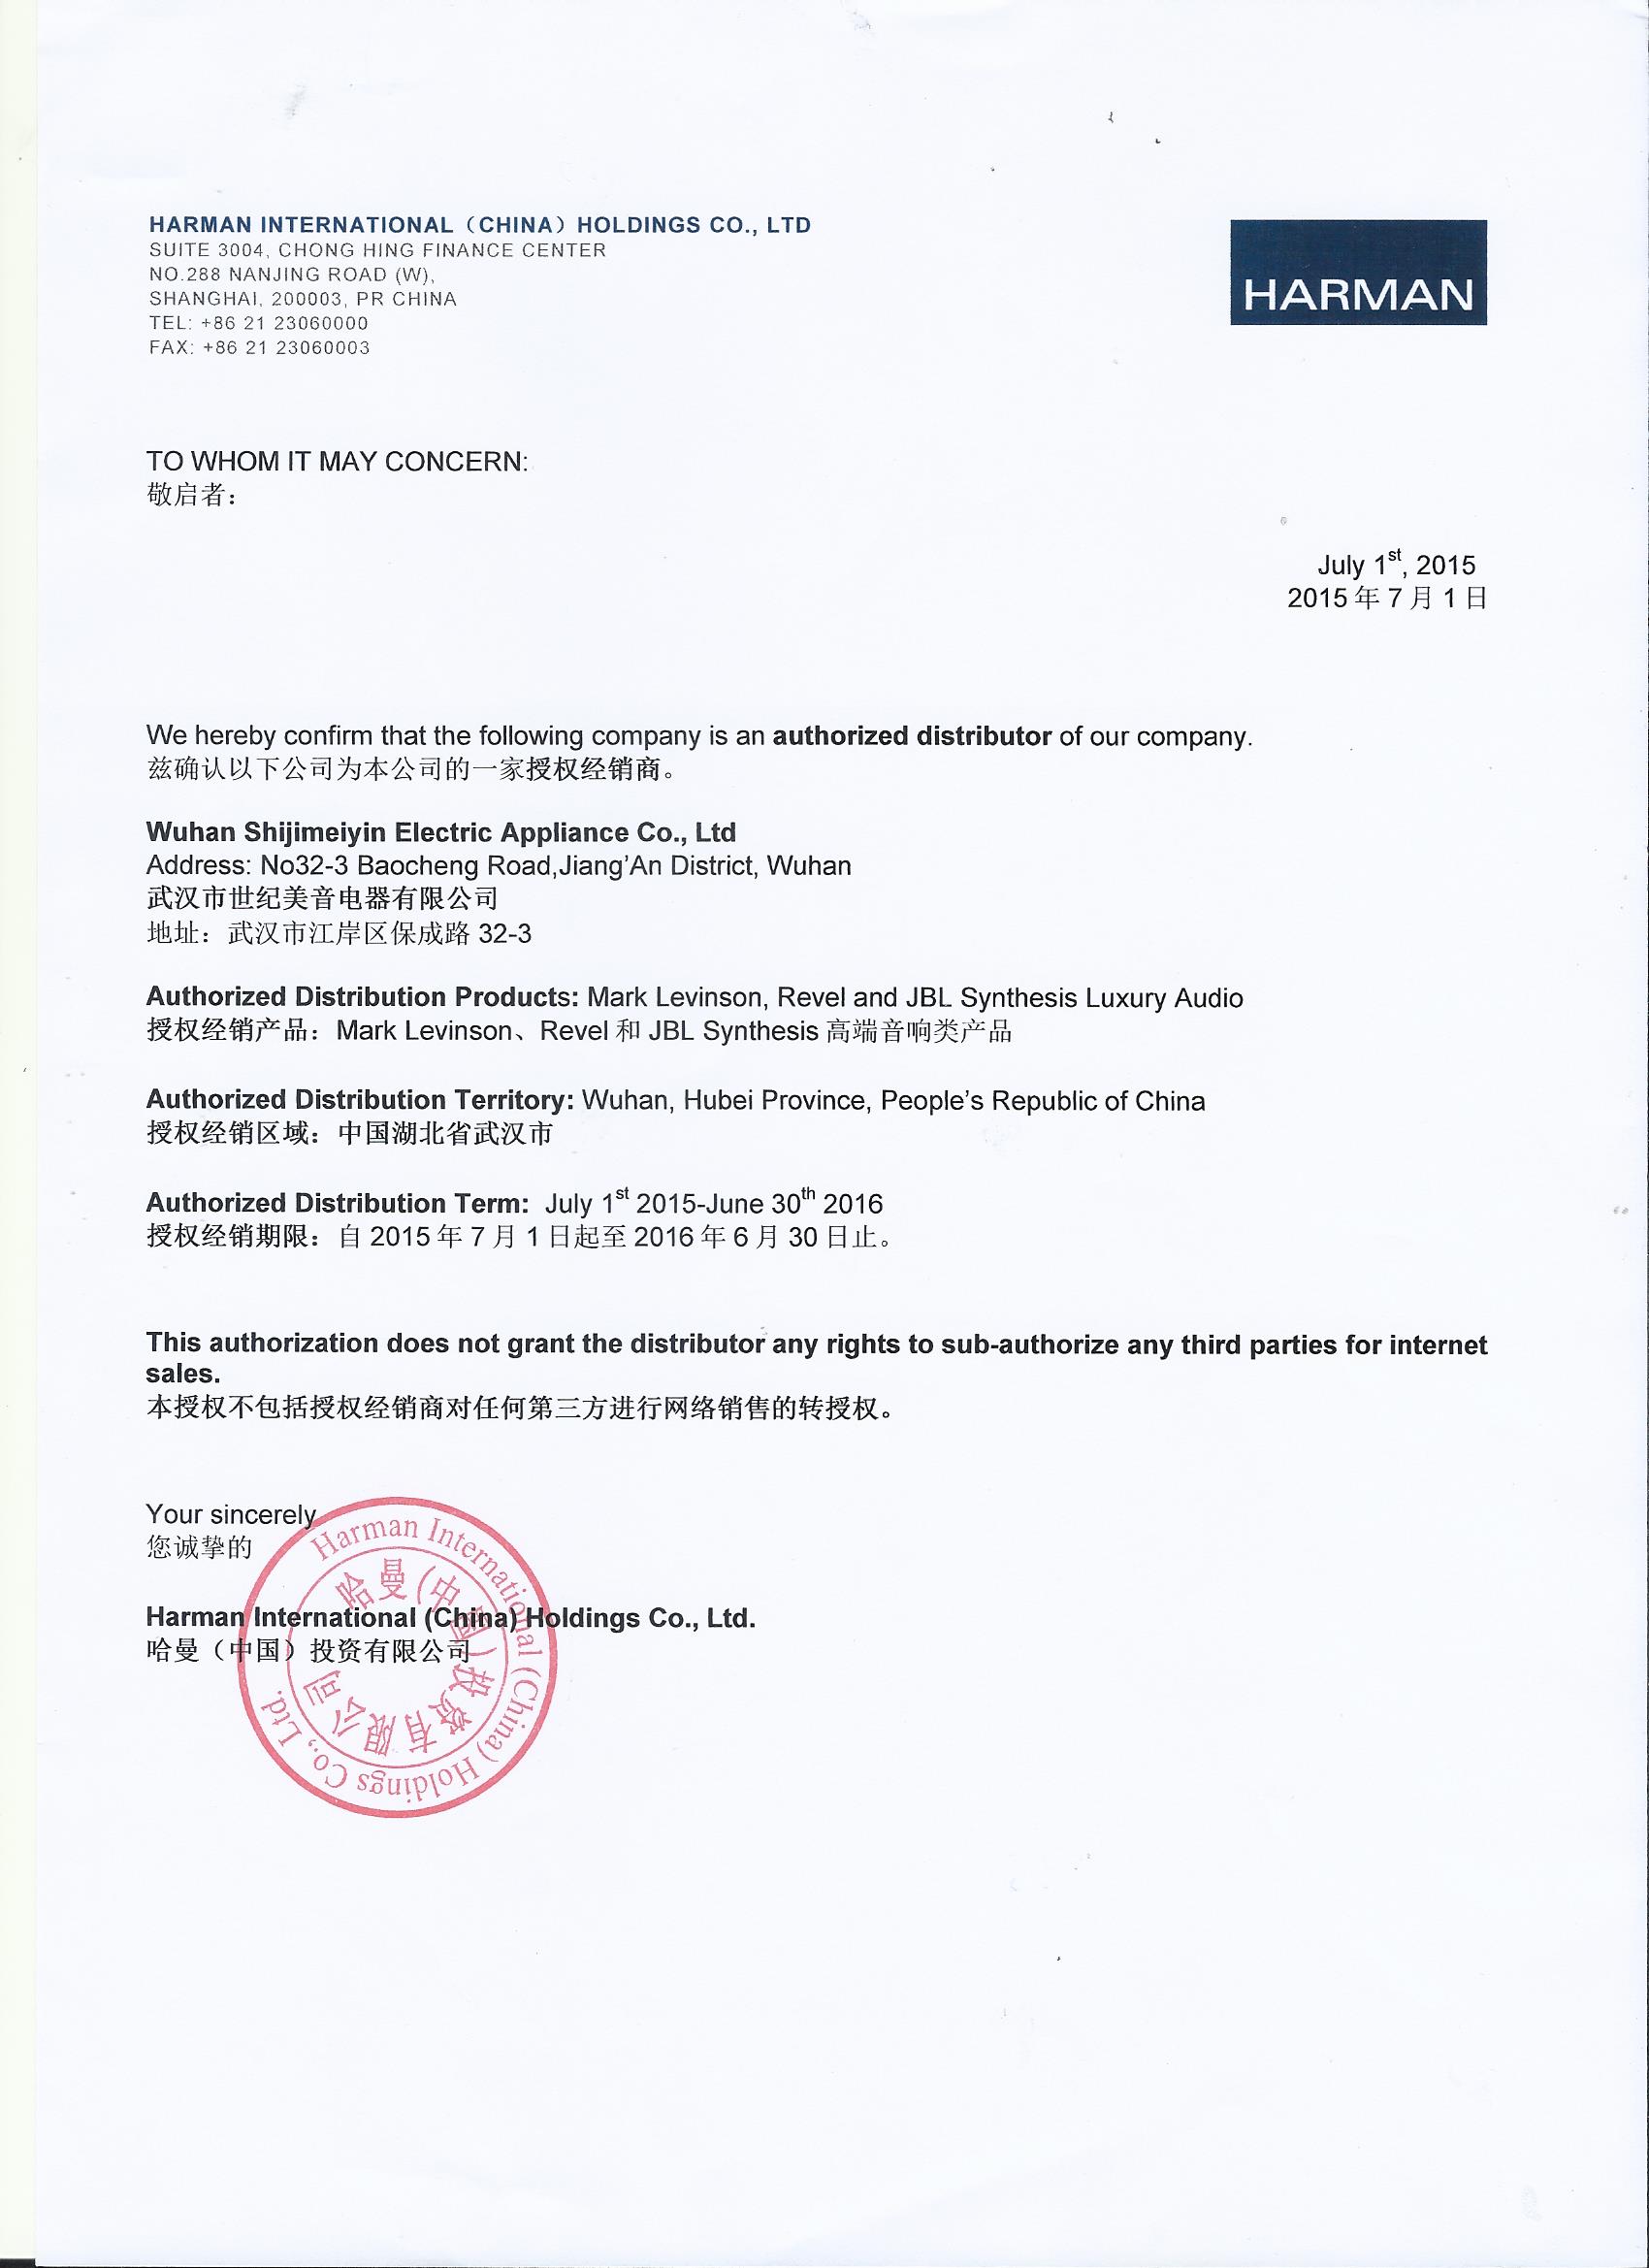 HARMAN INTERNATIONAL（CHINA）HOLDINGS CO., LTD
SUITE 3004, CHONG HING FINANCE CENTER
NO.288 NANJING ROAD (W),
SHANGHAI, 200003, PR CHINA
TEL: +86 21 23060000
FAX: +86 21 23060003
HARMAN
TO WHOM IT MAY CONCERN:
敬启者：
July 1st, 2015
2015 年 7 月 1 日
We hereby confirm that the following company is an authorized distributor of our company.
兹确认以下公司为本公司的一家授权经销商。
Wuhan Shijimeiyin Electric Appliance Co., Ltd
Address: No32-3 Baocheng Road,Jiang'An District, Wuhan
武汉市世纪美音电器有限公司
地址：武汉市江岸区保成路 32-3
Authorized Distribution Products: Mark Levinson, Revel and JBL Synthesis Luxury Audio
授权经销产品：Mark Levinson、Revel 和 JBL Synthesis 高端音响类产品
Authorized Distribution Territory: Wuhan, Hubei Province, People's Republic of China
授权经销区域：中国湖北省武汉市
Authorized Distribution Term: July 1st 2015-June 30th 2016
授权经销期限：自 2015 年 7 月 1 日起至 2016 年 6 月 30 日止。
This authorization does not grant the distributor any rights to sub-authorize any third parties for internet
sales.
本授权不包括授权经销商对任何第三方进行网络销售的转授权。
Your sincerely
您诚挚的
Harman International (China) Holdings Co., Ltd.
哈曼（中国）投资有限公司
Harman International (China) Holdings Co., Ltd.
哈曼(中国)投资有限公司